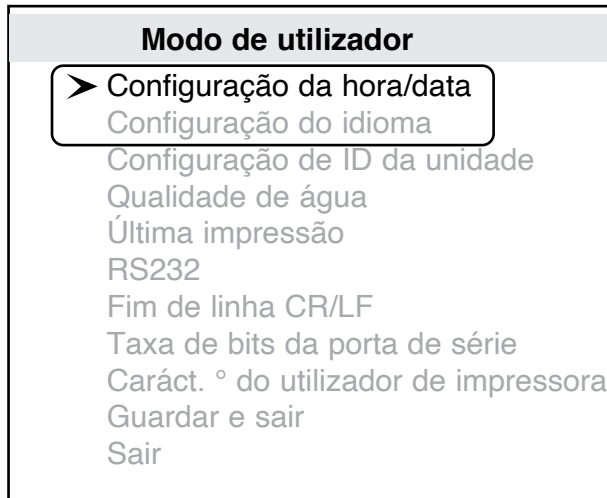 Modo de utilizador
Configuração da hora/data
Configuração do idioma
Configuração de ID da unidade
Qualidade de água
Última impressão
RS232
Fim de linha CR/LF
Taxa de bits da porta de série
Caráct. ° do utilizador de impressora
Guardar e sair
Sair